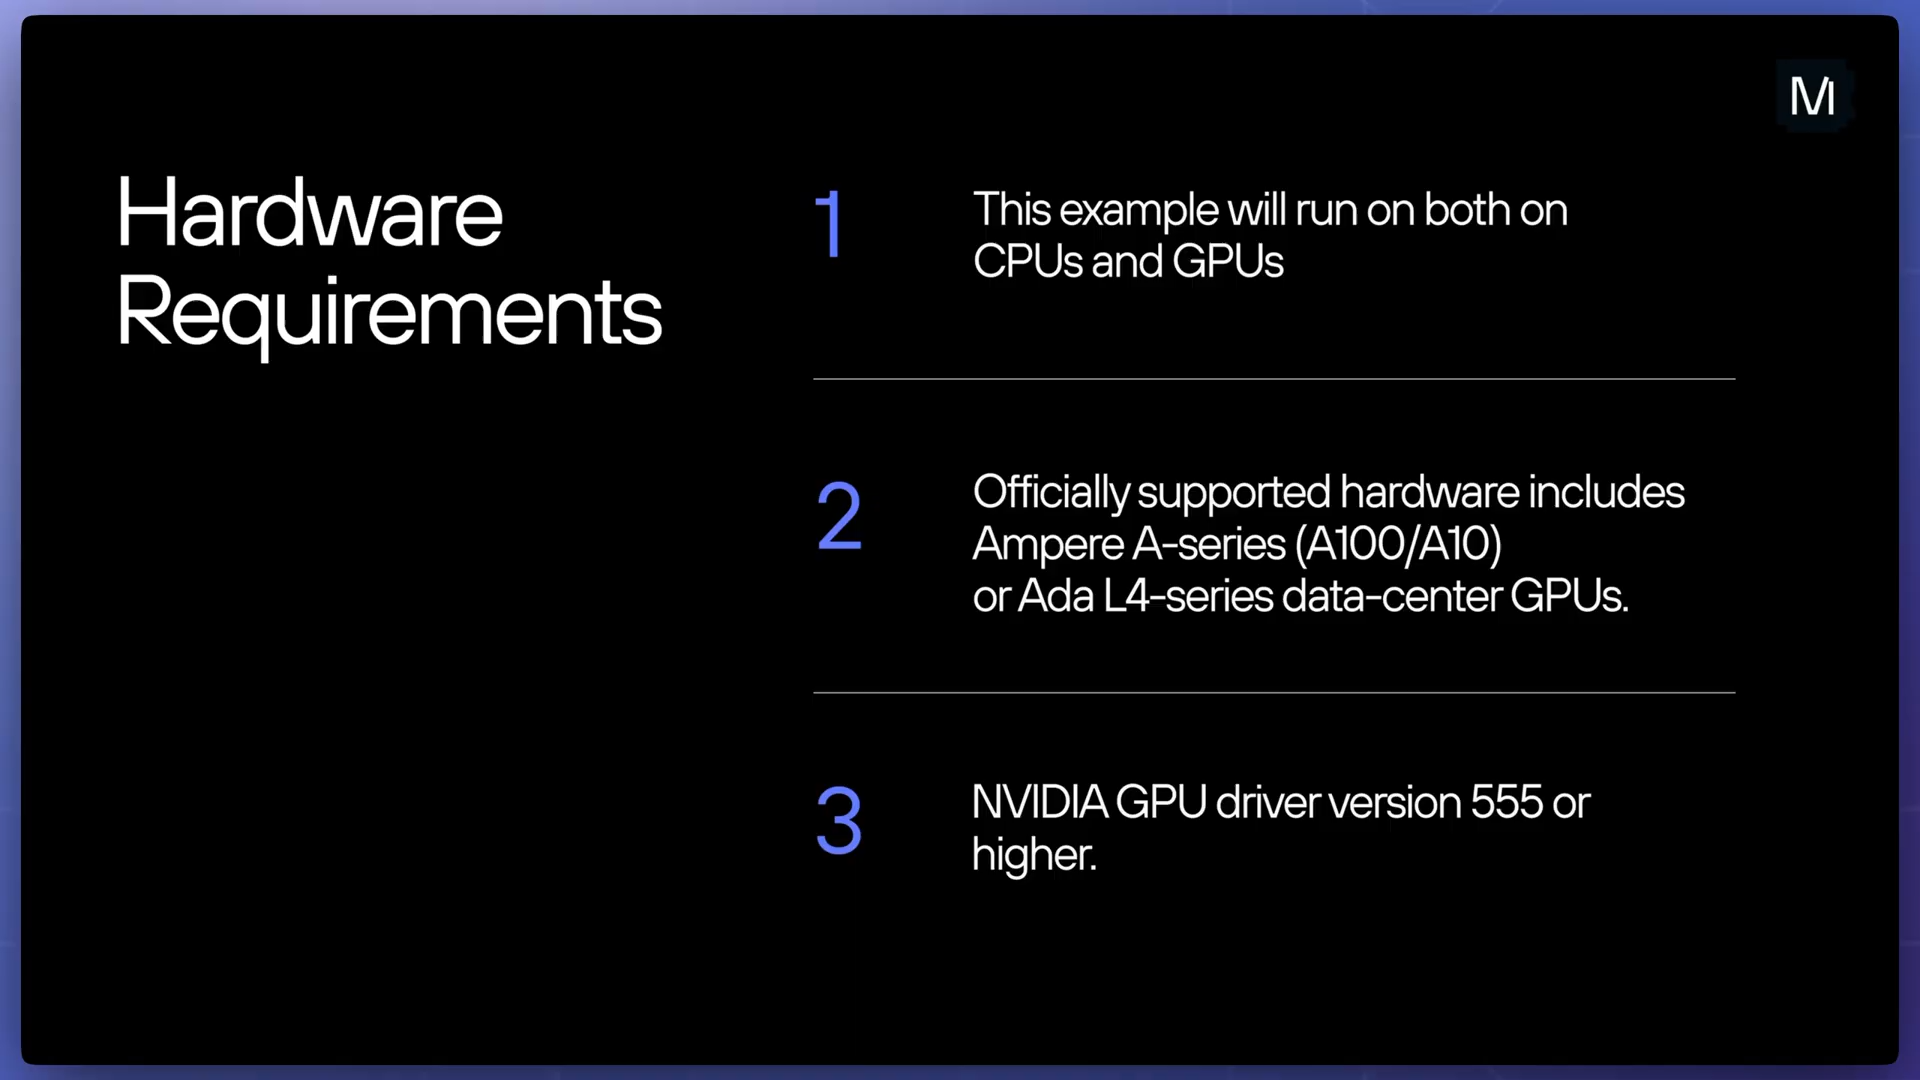 M
Hardware
Requirements
1
This example will run on both on
CPUs and GPUs
2
Officially supported hardware includes
Ampere A-series (A100/A10)
or Ada L4-series data-center GPUs.
3
NVIDIA GPU driver version 555 or
higher.